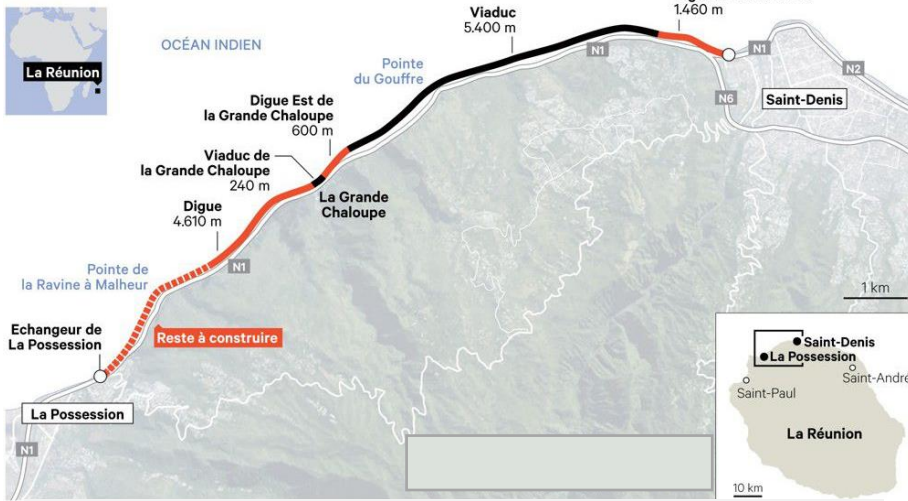 1.460 m
Viaduc
5.400 m
OCÉAN INDIEN
La Réunion
Pointe
du Gouffre
N1
N1
N2
N6
Saint-Denis
Digue Est de
la Grande Chaloupe
600 m
Viaduc de
la Grande Chaloupe
240 m
La Grande
Chaloupe
Digue
4.610 m
N1
Pointe de
la Ravine à Malheur
1 km
Echangeur de
La Possession
Reste à construire
La Possession
N1
Saint-Denis
La Possession
Saint-André
Saint-Paul
La Réunion
10 km